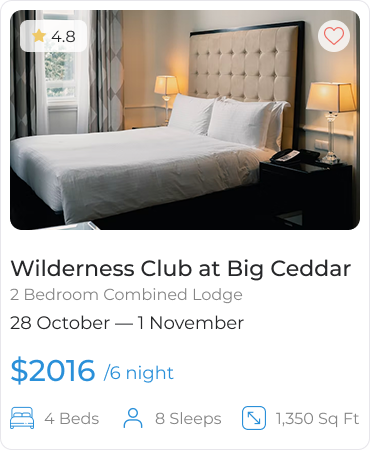 4.8
Wilderness Club at Big Ceddar
2 Bedroom Combined Lodge
28 October — 1 November
$2016 /6 night
4 Beds 8 Sleeps 1,350 Sq Ft